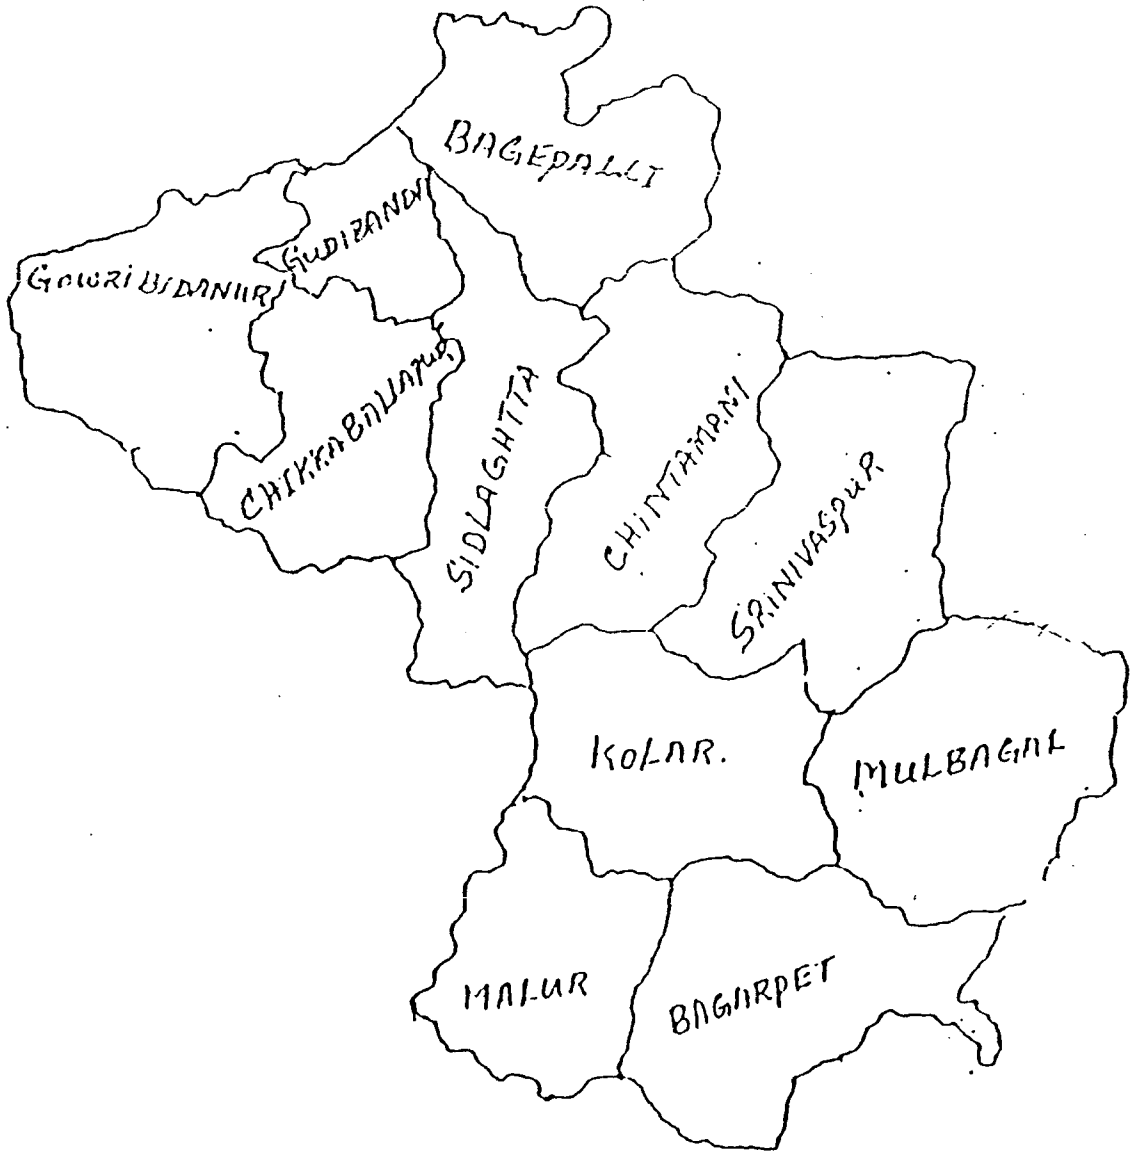 BAGEPALLI
GUDIBANDI
GOWRIBIDANUR
CHIKKABALLAPUR
SIDLAGHTTA
CHINTAMANI
SRINIVASPUR
KOLAR.
MULBAGAL
MALUR
BAGARPET